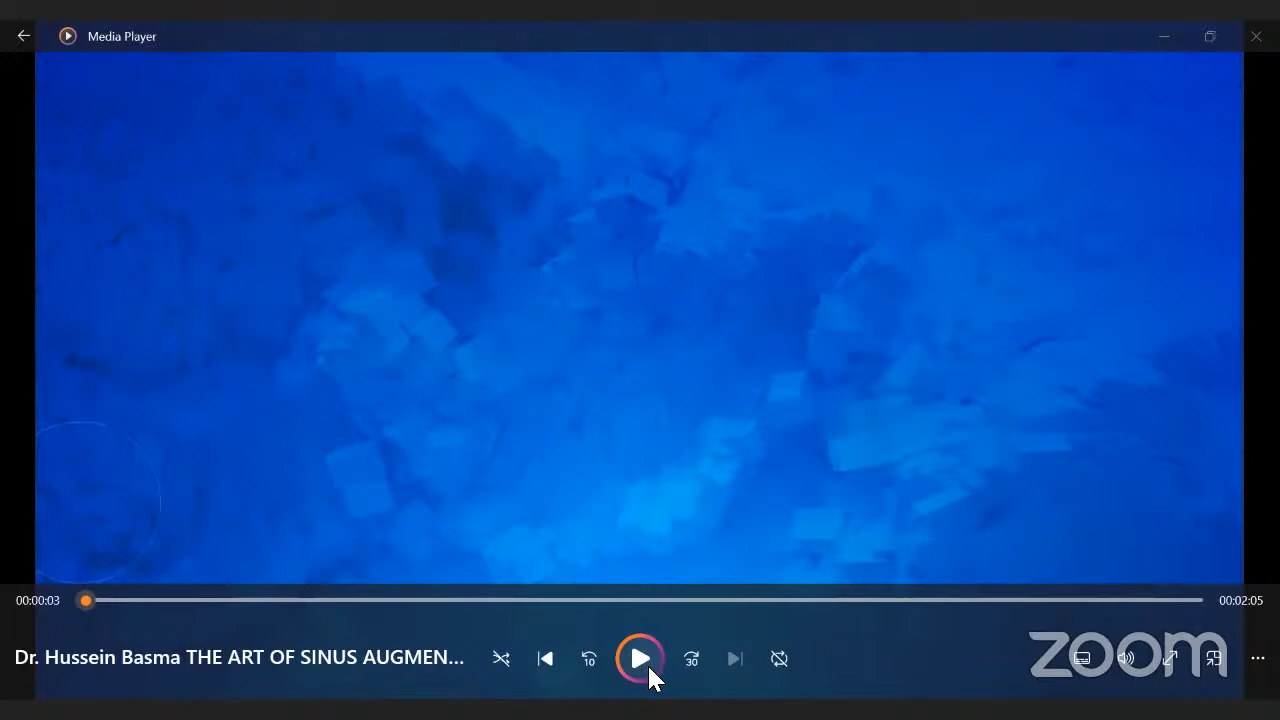 Media Player
00:00:03
00:02:05
Dr. Hussein Basma THE ART OF SINUS AUGMEN...
10
30
zoom